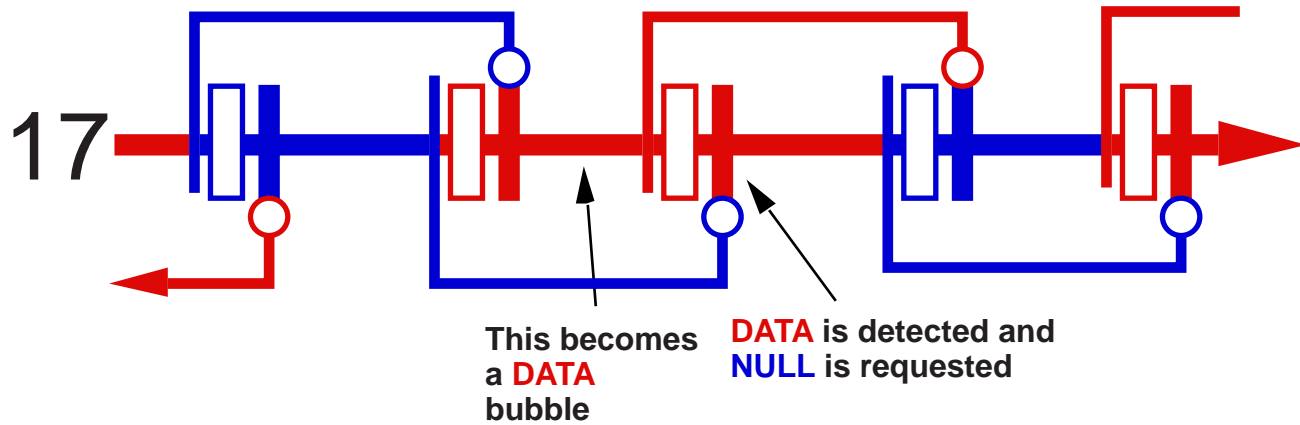 17
This becomes
a DATA
bubble
DATA is detected and
NULL is requested